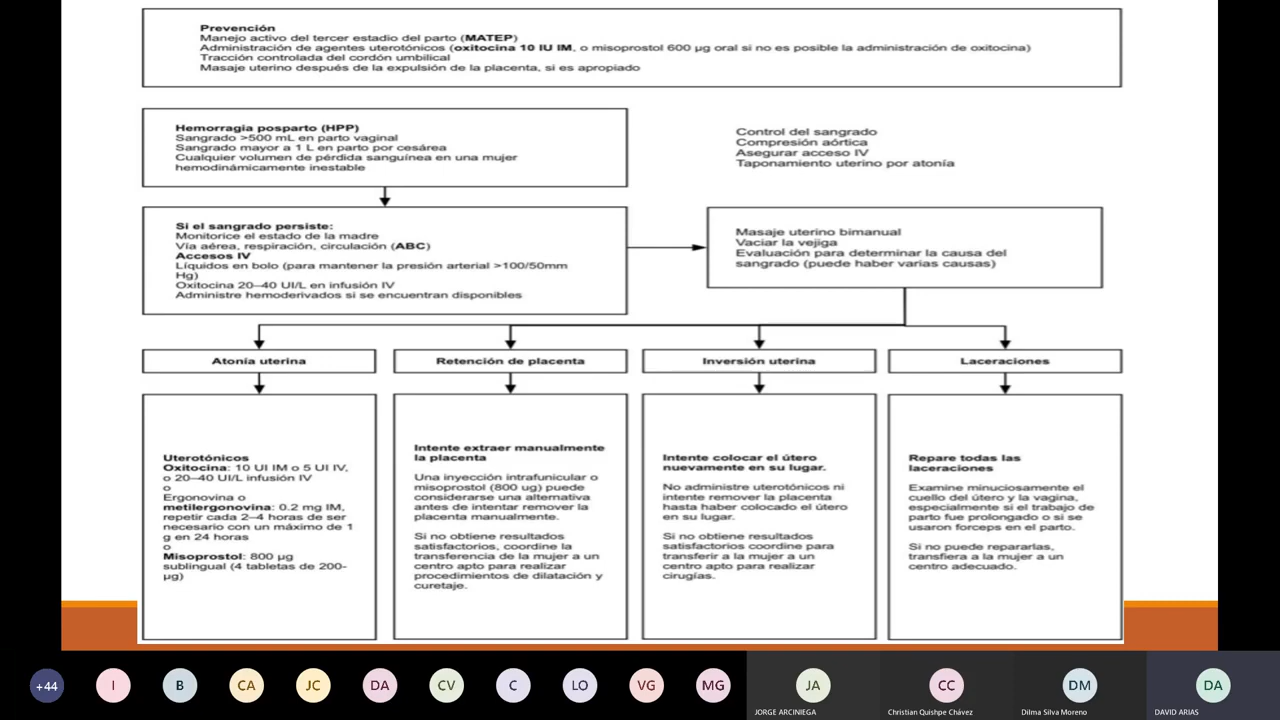 Prevención
Manejo activo del tercer estadio del parto (MATEP)
Administración de agentes uterotónicos (oxitocina 10 IU IM, o misoprostol 600 µg oral si no es posible la administración de oxitocina)
Tracción controlada del cordón umbilical
Masaje uterino después de la expulsión de la placenta, si es apropiado
Hemorragia posparto (HPP)
Sangrado >500 mL en parto vaginal
Sangrado mayor a 1 L en parto por cesárea
Cualquier volumen de pérdida sanguínea en una mujer
hemodinámicamente inestable
Control del sangrado
Compresión aórtica
Asegurar acceso IV
Taponamiento uterino por atonía
Si el sangrado persiste:
Monitorice el estado de la madre
Vía aérea, respiración, circulación (ABC)
Accesos IV
Líquidos en bolo (para mantener la presión arterial >100/50mm
Hg)
Oxitocina 20–40 UI/L en infusión IV
Administre hemoderivados si se encuentran disponibles
Masaje uterino bimanual
Vaciar la vejiga
Evaluación para determinar la causa del
sangrado (puede haber varias causas)
Atonía uterina
Retención de placenta
Inversión uterina
Laceraciones
Uterotónicos
Oxitocina: 10 UI IM o 5 UI IV,
o 20–40 UI/L infusión IV
o
Ergonovina o
metilergonovina: 0.2 mg IM,
repetir cada 2–4 horas de ser
necesario con un máximo de 1
g en 24 horas
o
Misoprostol: 800 µg
sublingual (4 tabletas de 200-
µg)
Intente extraer manualmente
la placenta
Una inyección intrafunicular o
misoprostol (800 ug) puede
considerarse una alternativa
antes de intentar remover la
placenta manualmente.
Si no obtiene resultados
satisfactorios, coordine la
transferencia de la mujer a un
centro apto para realizar
procedimientos de dilatación y
curetaje.
Intente colocar el útero
nuevamente en su lugar.
No administre uterotónicos ni
intente remover la placenta
hasta haber colocado el útero
en su lugar.
Si no obtiene resultados
satisfactorios coordine para
transferir a la mujer a un
centro apto para realizar
cirugías.
Repare todas las
laceraciones
Examine minuciosamente el
cuello del útero y la vagina,
especialmente si el trabajo de
parto fue prolongado o si se
usaron forceps en el parto.
Si no puede repararlas,
transfiera a la mujer a un
centro adecuado.
+44
I
B
CA
JC
DA
CV
C
LO
VG
MG
JA
CC
DM
DA
JORGE ARCINIEGA
Christian Quishpe Chávez
Dilma Silva Moreno
DAVID ARIAS